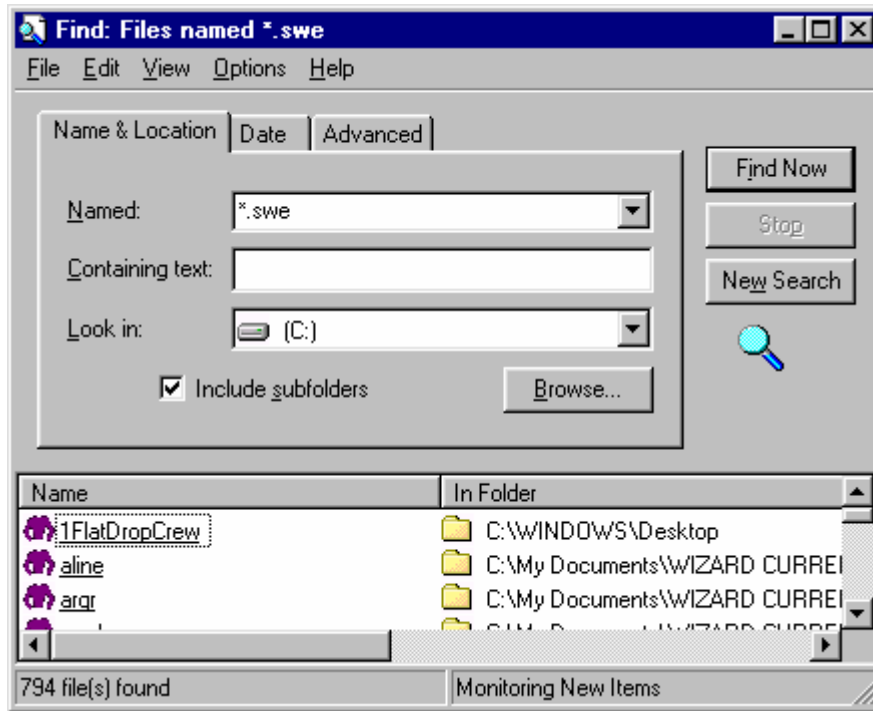 Find: Files named *.swe
File Edit View Options Help
Name & Location Date Advanced
Find Now
Named: *.swe
Stop
Containing text:
New Search
Look in: (C:)
Include subfolders Browse...
Name In Folder
1FlatDropCrew C:\WINDOWS\Desktop
aline C:\My Documents\WIZARD CURRE
argr C:\My Documents\WIZARD CURRE
794 file(s) found Monitoring New Items